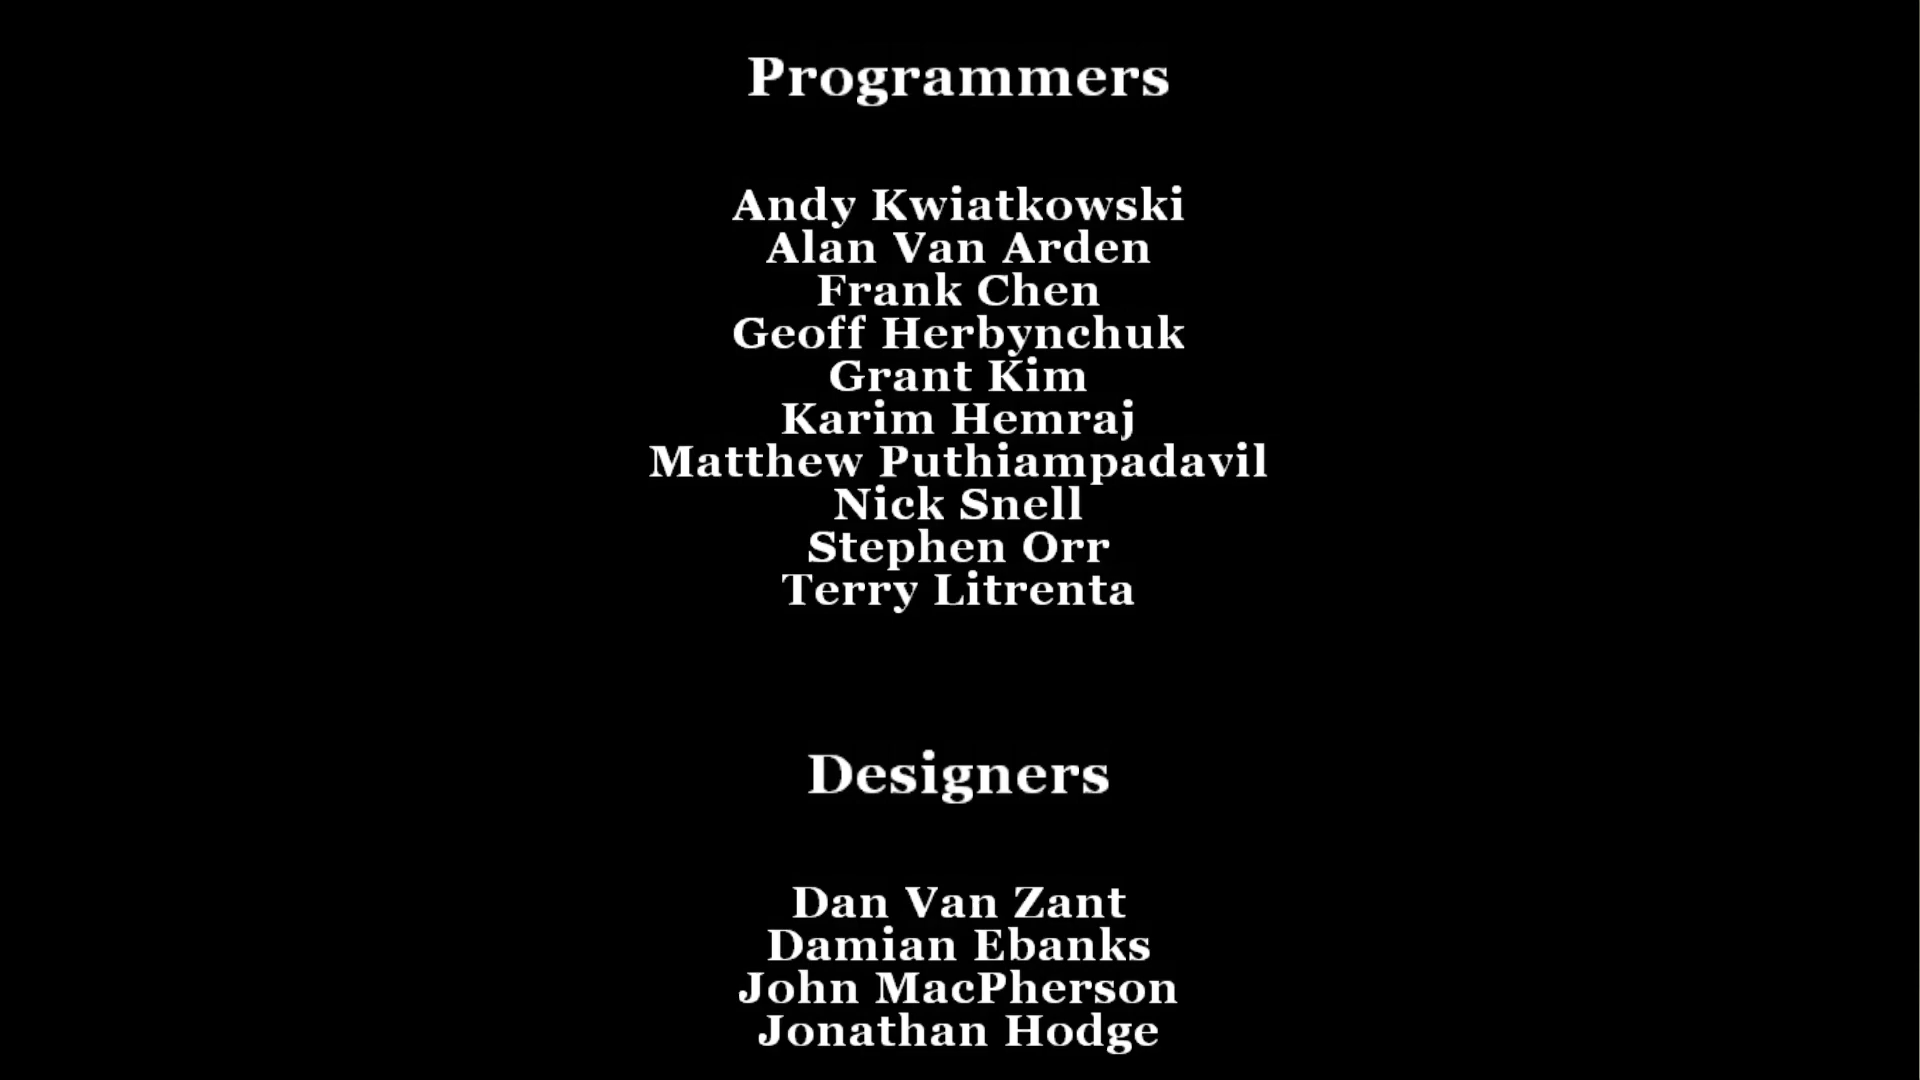 Programmers
Andy Kwiatkowski
Alan Van Arden
Frank Chen
Geoff Herbynchuk
Grant Kim
Karim Hemraj
Matthew Puthiampadavil
Nick Snell
Stephen Orr
Terry Litrenta
Designers
Dan Van Zant
Damian Ebanks
John MacPherson
Jonathan Hodge